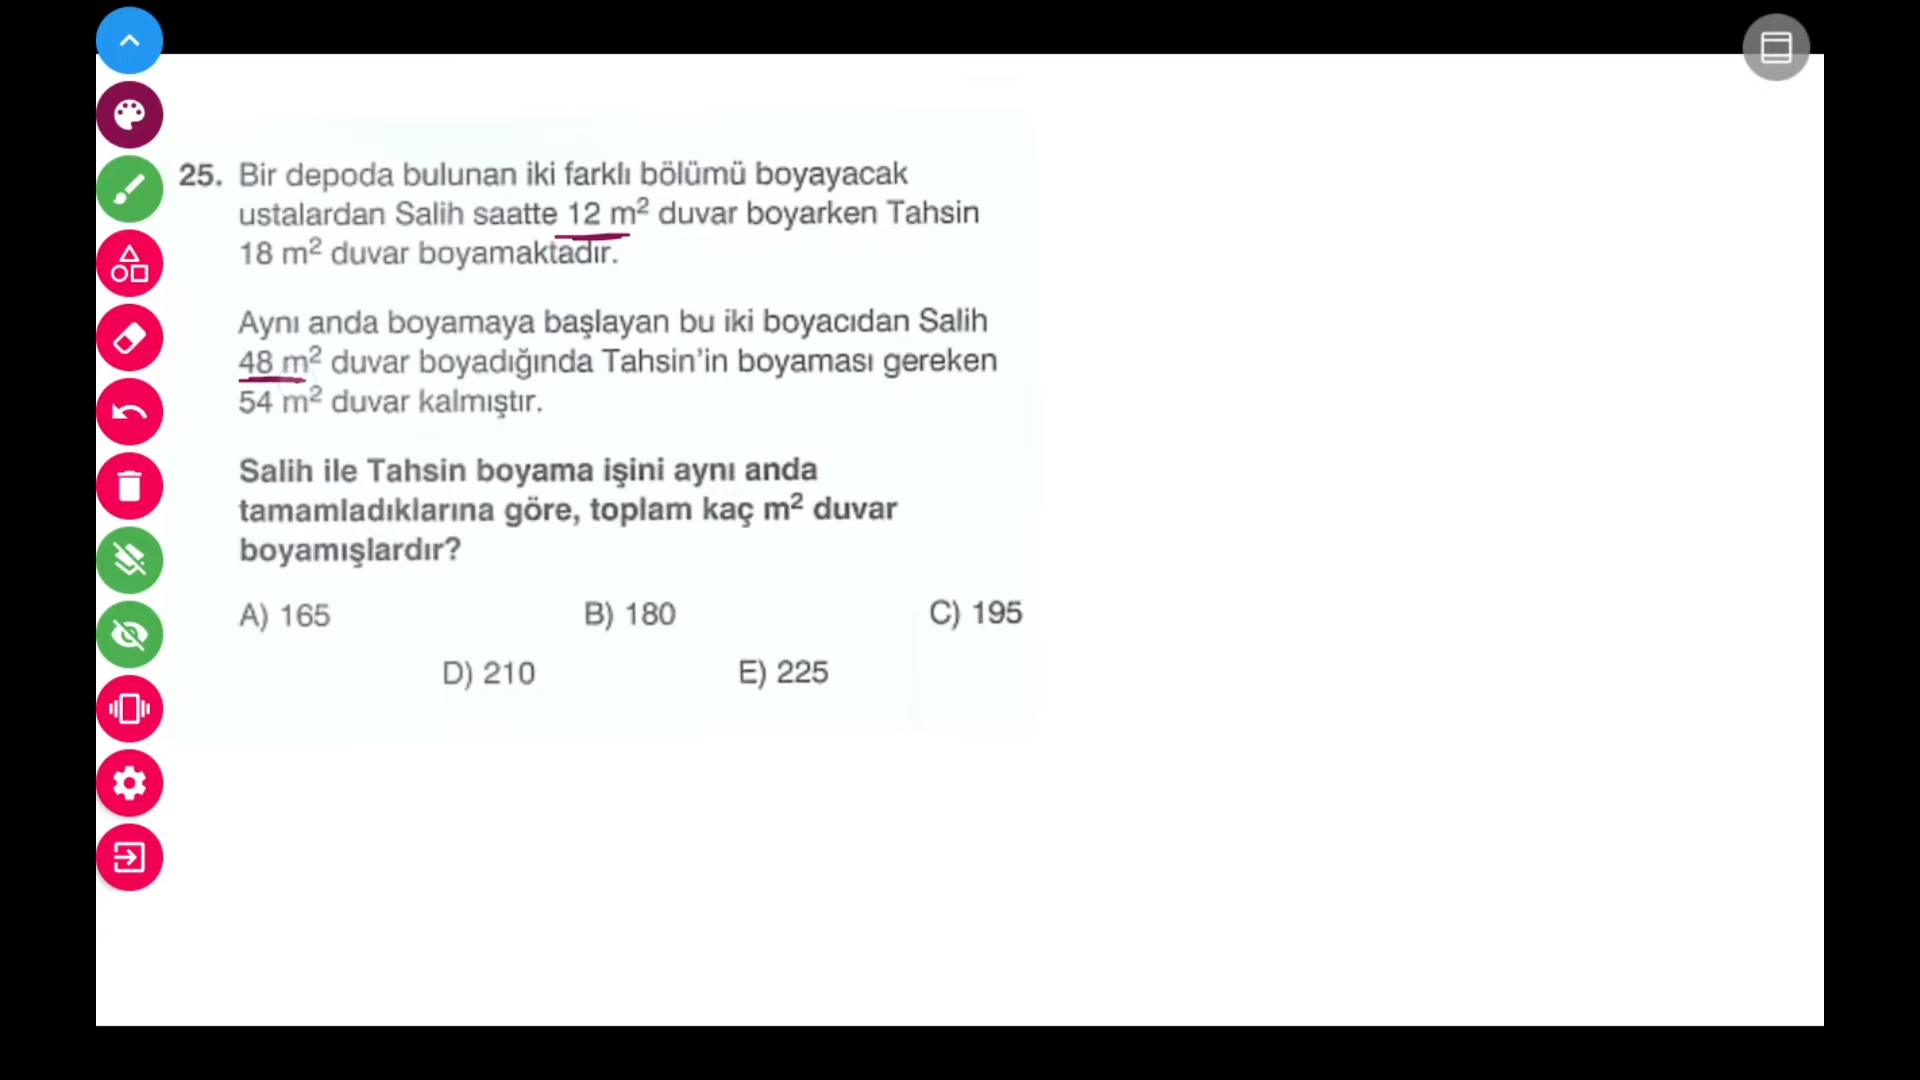 25. Bir depoda bulunan iki farklı bölümü boyayacak
ustalardan Salih saatte 12 m² duvar boyarken Tahsin
18 m² duvar boyamaktadır.
Aynı anda boyamaya başlayan bu iki boyacıdan Salih
48 m² duvar boyadığında Tahsin'in boyaması gereken
54 m² duvar kalmıştır.
Salih ile Tahsin boyama işini aynı anda
tamamladıklarına göre, toplam kaç m² duvar
boyamışlardır?
A) 165 B) 180 C) 195
D) 210 E) 225